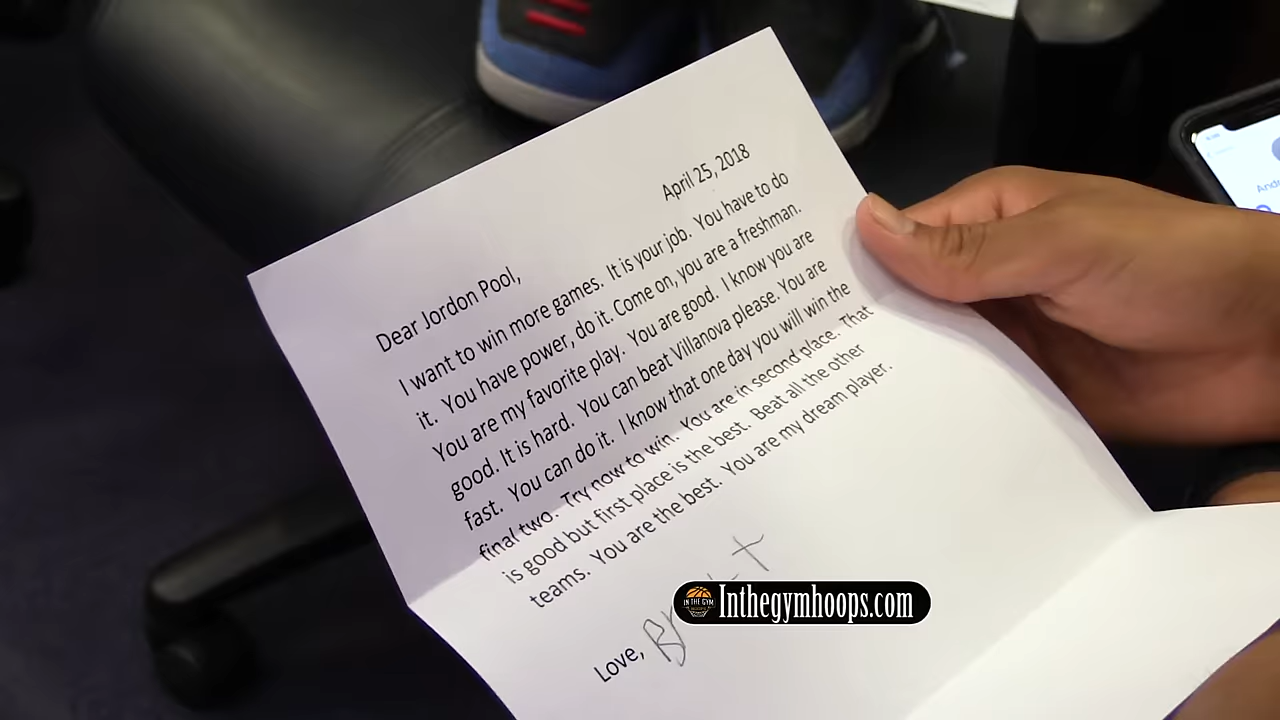 April 25, 2018
Dear Jordon Pool,
I want to win more games. It is your job. You have to do
it. You have power, do it. Come on, you are a freshman.
You are my favorite play. You are good. I know you are
good. It is hard. You can beat Villanova please. You are
fast. You can do it. I know that one day you will win the
final two. Try now to win. You are in second place. That
is good but first place is the best. Beat all the other
teams. You are the best. You are my dream player.
Love,
IN THE GYM
Inthegymhoops.com